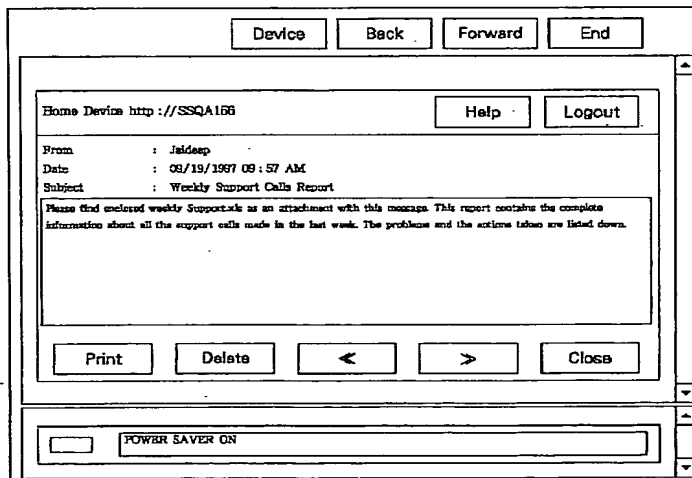 Device Back Forward End
Home Device http://SSQA156 Help Logout
From : Jaideep
Date : 09/19/1997 09:57 AM
Subject : Weekly Support Calls Report
Please find enclosed weekly Support.xls as an attachment with this message. This report contains the complete
information about all the support calls made in the last week. The problems and the actions taken are listed down.
Print Delete ≪ ≫ Close
POWER SAVER ON